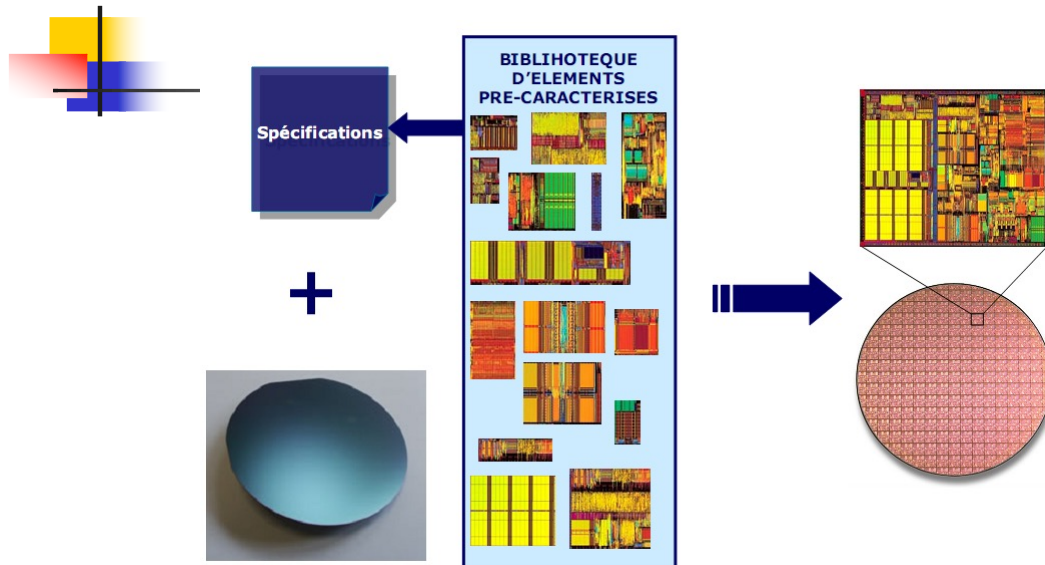 BIBLIHOTEQUE
D'ELEMENTS
PRE-CARACTERISES
Spécifications